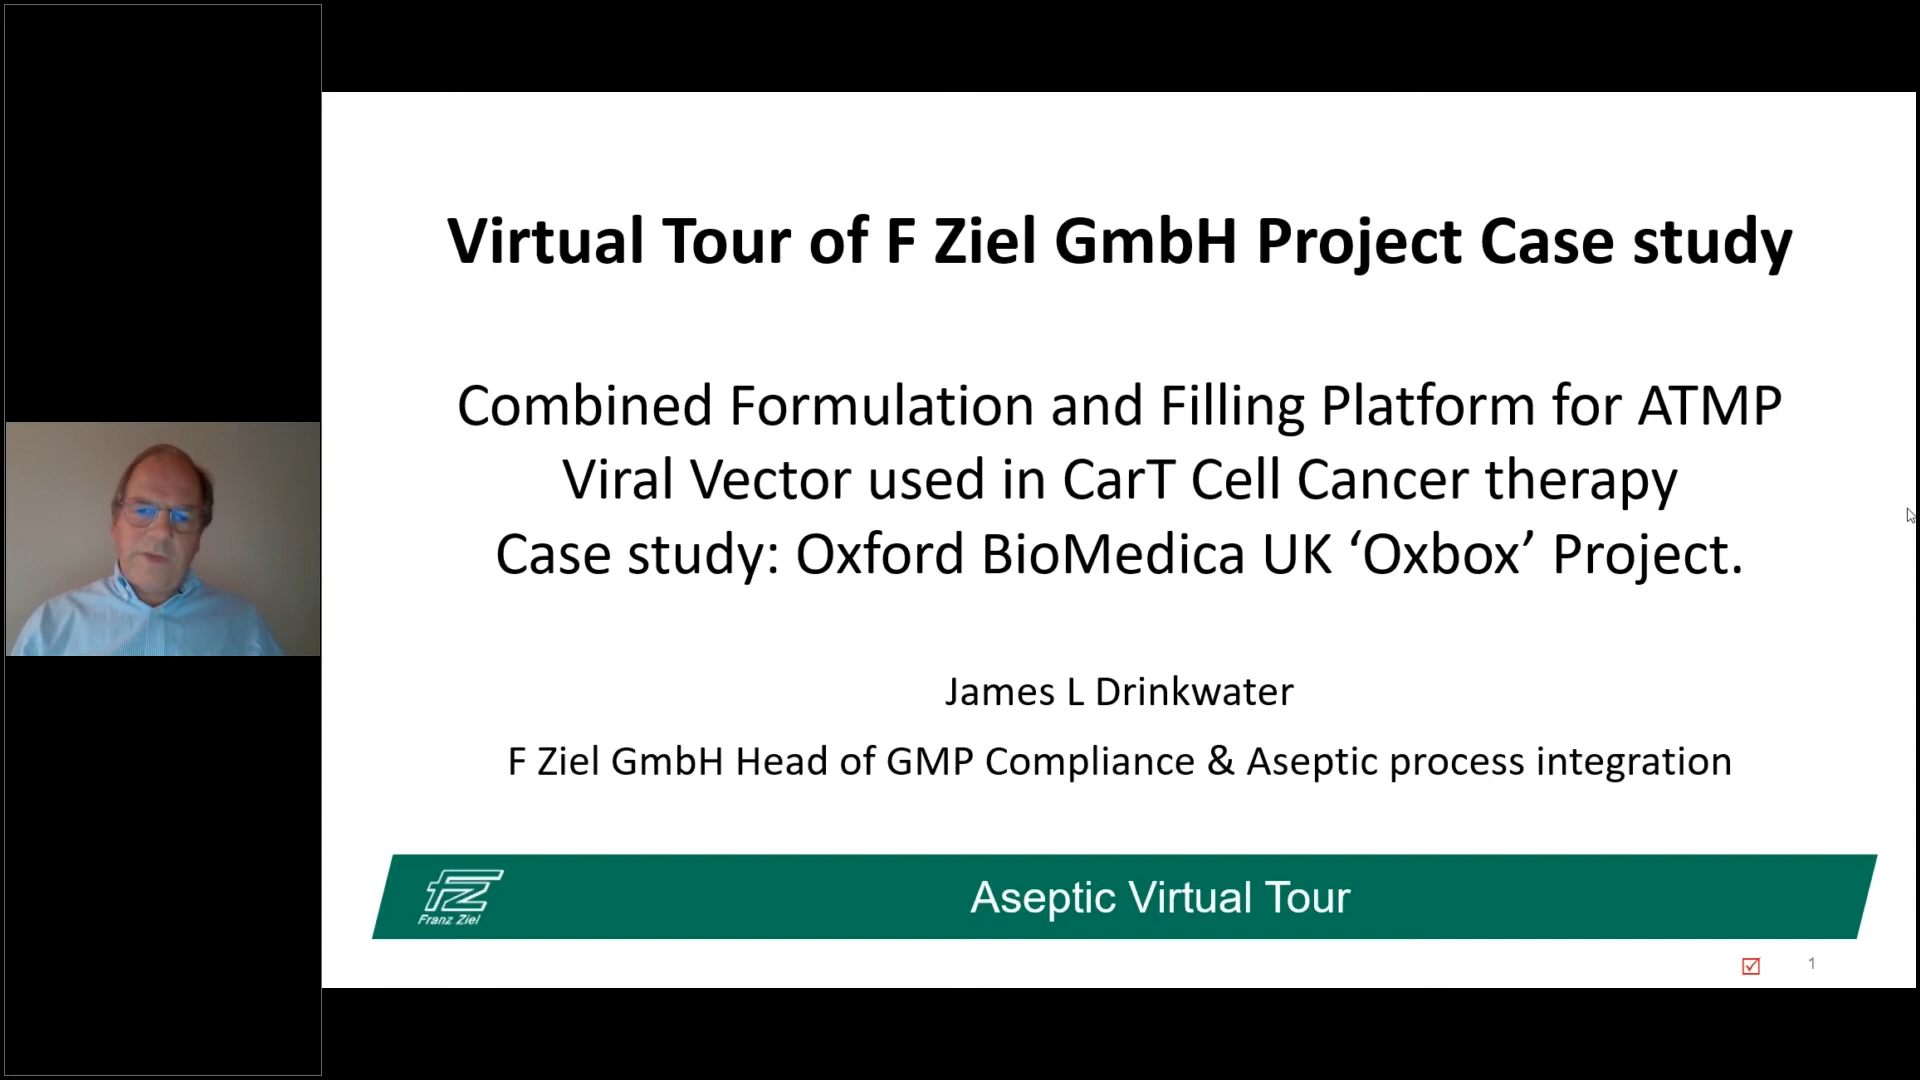 Virtual Tour of F Ziel GmbH Project Case study
Combined Formulation and Filling Platform for ATMP
Viral Vector used in CarT Cell Cancer therapy
Case study: Oxford BioMedica UK ‘Oxbox’ Project.
James L Drinkwater
F Ziel GmbH Head of GMP Compliance & Aseptic process integration
fz
Franz Ziel
Aseptic Virtual Tour
1